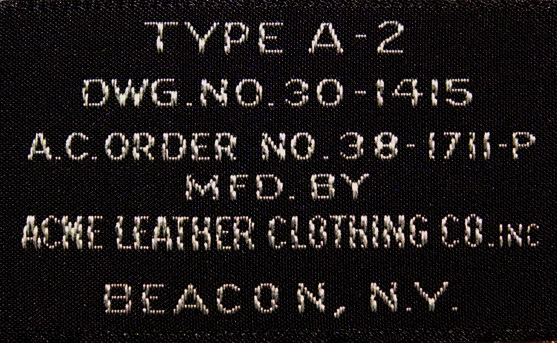 TYPE A-2
DWG. NO. 30-1415
A.C. ORDER NO. 38-1711-P
MFD. BY
ACME LEATHER CLOTHING CO. INC
BEACON, N.Y.